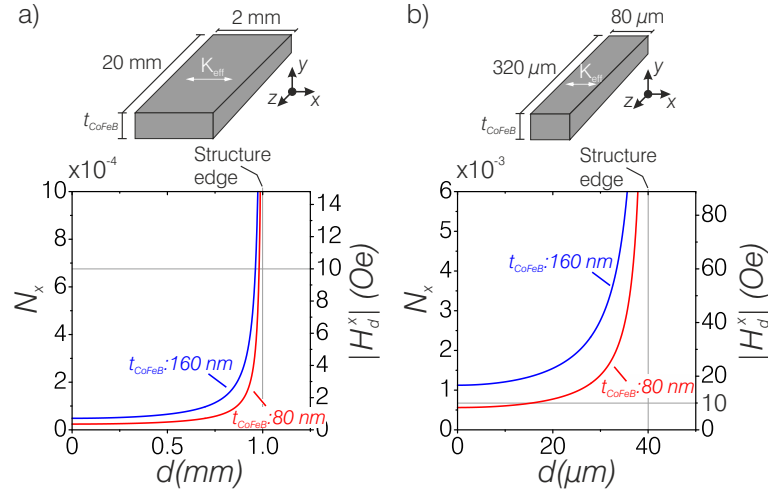 a)
2 mm
20 mm
K_eff
y
z
x
t_CoFeB
x10^-4
Structure
edge
10
8
6
4
2
0
N_x
14
12
10
8
6
4
2
0
|H_d^x| (Oe)
t_CoFeB:160 nm
t_CoFeB:80 nm
0
0.5
1.0
d(mm)
b)
80 µm
320 µm
K_eff
y
z
x
t_CoFeB
x10^-3
Structure
edge
6
5
4
3
2
1
0
N_x
80
60
40
20
10
0
|H_d^x| (Oe)
t_CoFeB:160 nm
t_CoFeB:80 nm
0
20
40
d(µm)